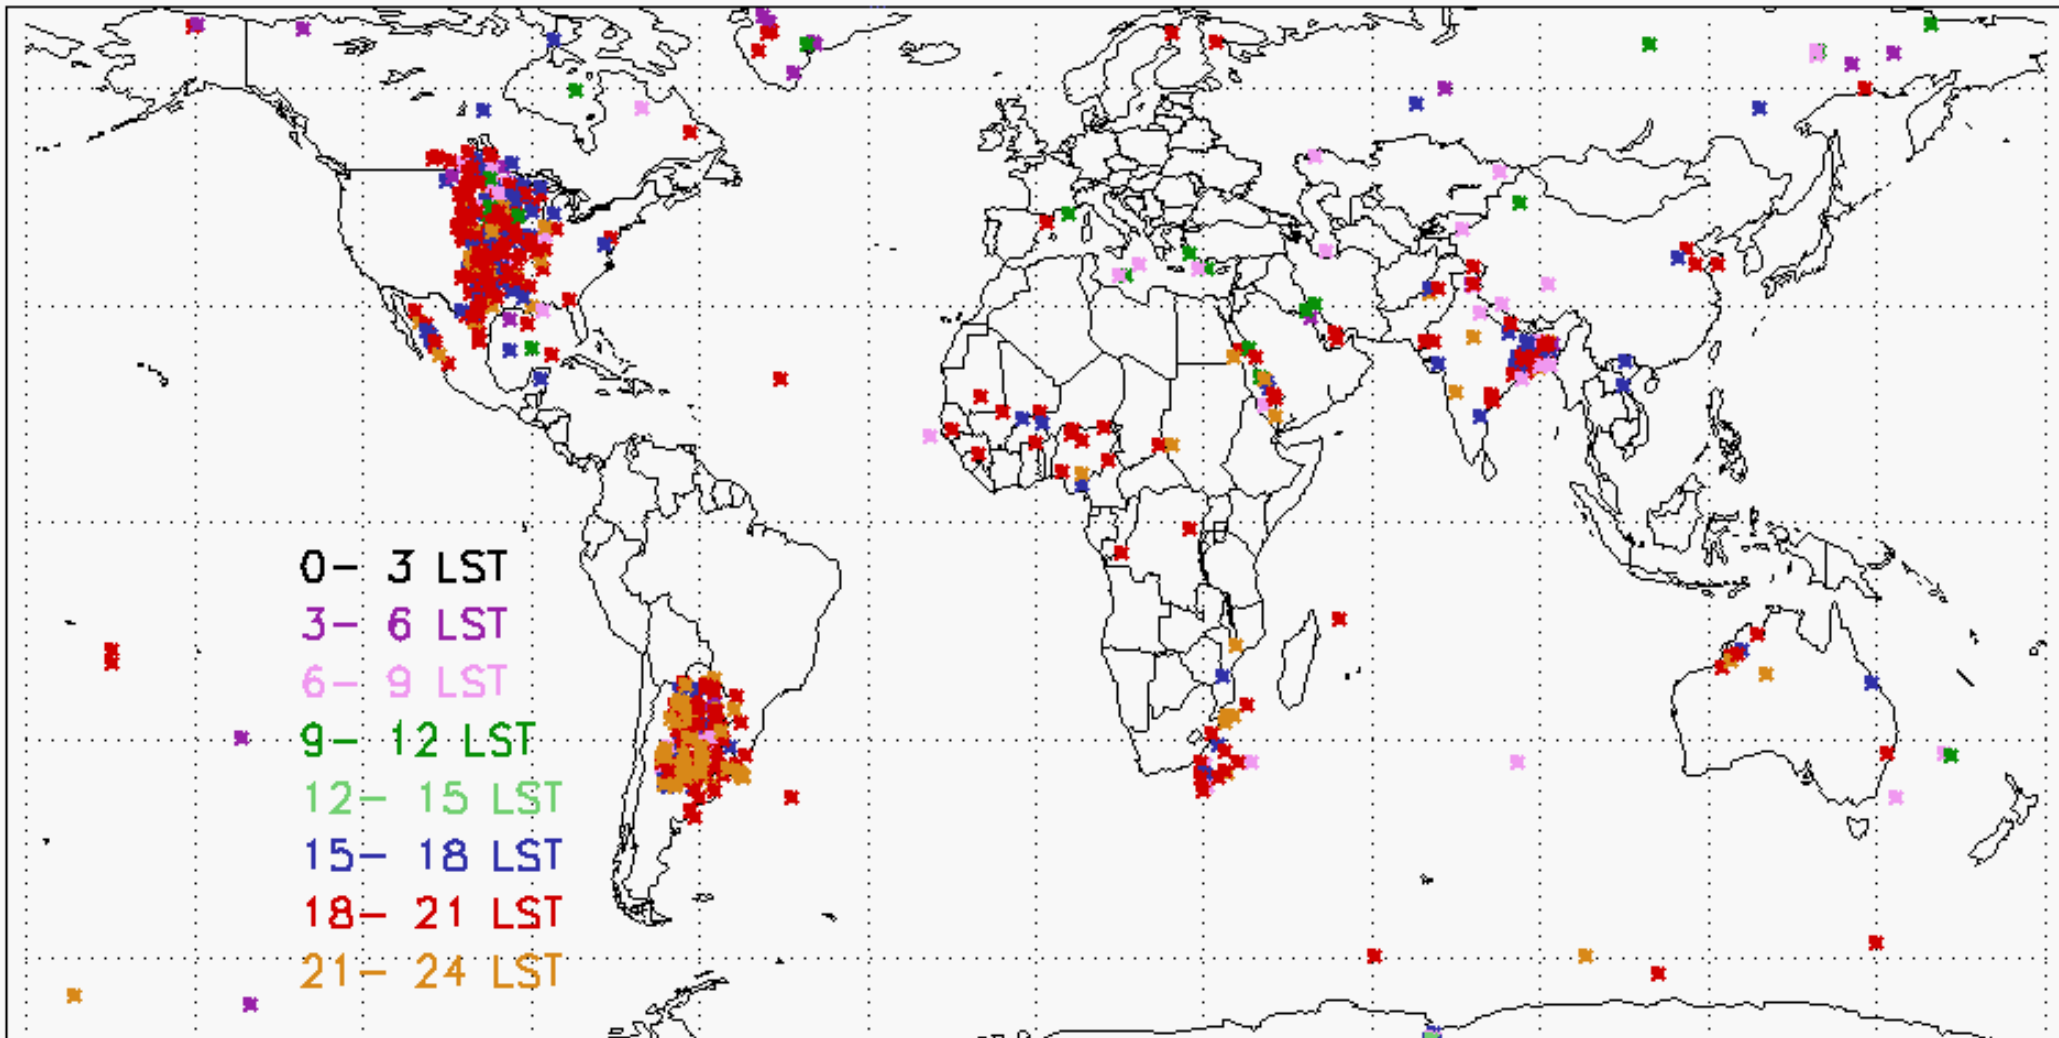 0- 3 LST
3- 6 LST
6- 9 LST
9- 12 LST
12- 15 LST
15- 18 LST
18- 21 LST
21- 24 LST